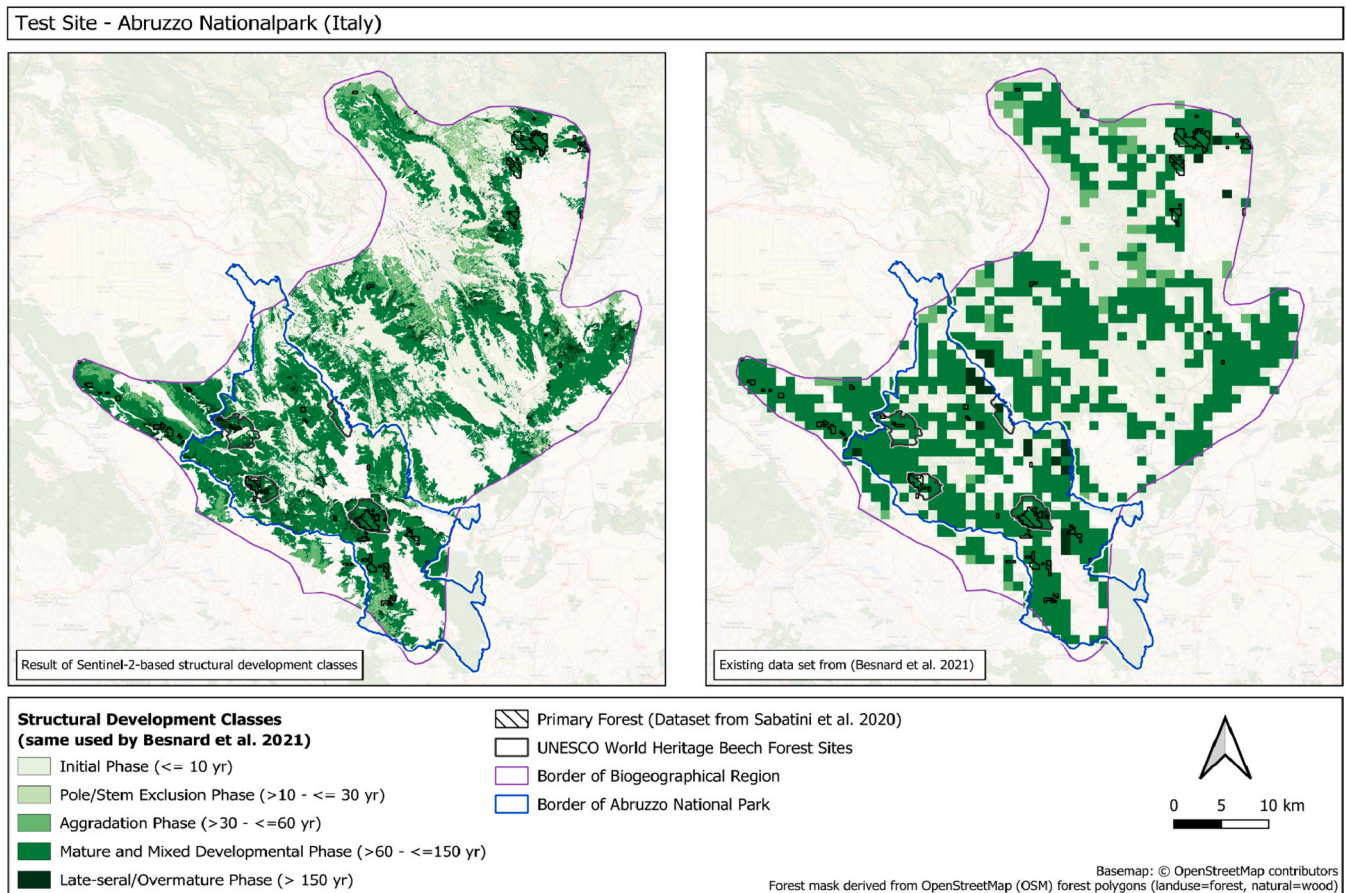 Test Site - Abruzzo Nationalpark (Italy)
Result of Sentinel-2-based structural development classes
Existing data set from (Besnard et al. 2021)
Structural Development Classes
(same used by Besnard et al. 2021)
Initial Phase (<= 10 yr)
Pole/Stem Exclusion Phase (>10 - <= 30 yr)
Aggradation Phase (>30 - <=60 yr)
Mature and Mixed Developmental Phase (>60 - <=150 yr)
Late-seral/Overmature Phase (> 150 yr)
Primary Forest (Dataset from Sabatini et al. 2020)
UNESCO World Heritage Beech Forest Sites
Border of Biogeographical Region
Border of Abruzzo National Park
0 5 10 km
Basemap: © OpenStreetMap contributors
Forest mask derived from OpenStreetMap (OSM) forest polygons (landuse=forest, natural=wood)